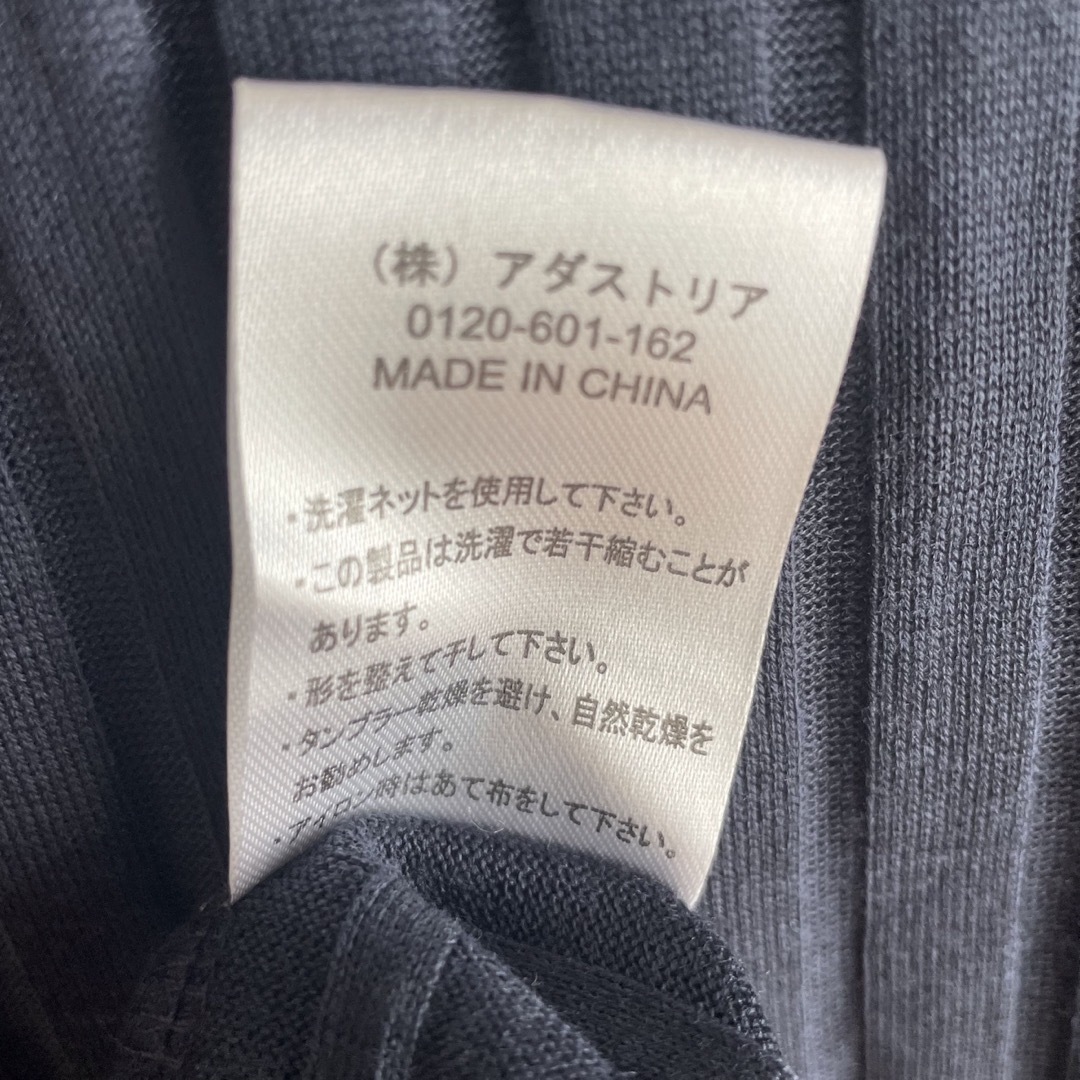 (株)アダストリア
0120-601-162
MADE IN CHINA
・洗濯ネットを使用して下さい。
・この製品は洗濯で若干縮むことが
あります。
・形を整えて干して下さい。
・タンブラー乾燥を避け、自然乾燥を
お勧めします。
・アイロン時はあて布をして下さい。